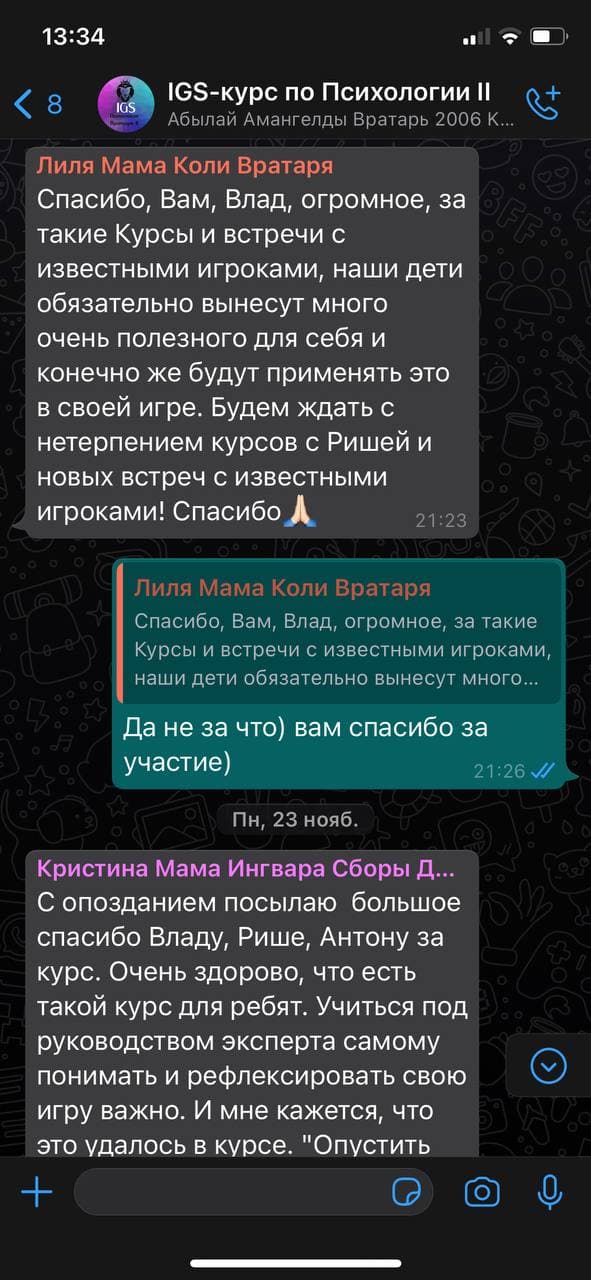 13:34
8
IGS-курс по Психологии II
Абылай Амангелды Вратарь 2006 К...
IGS
Лиля Мама Коли Вратаря
Спасибо, Вам, Влад, огромное, за
такие Курсы и встречи с
известными игроками, наши дети
обязательно вынесут много
очень полезного для себя и
конечно же будут применять это
в своей игре. Будем ждать с
нетерпением курсов с Ришей и
новых встреч с известными
игроками! Спасибо🙏🏻
21:23
Лиля Мама Коли Вратаря
Спасибо, Вам, Влад, огромное, за такие
Курсы и встречи с известными игроками,
наши дети обязательно вынесут много...
Да не за что) вам спасибо за
участие)
21:26
Пн, 23 нояб.
Кристина Мама Ингвара Сборы Д...
С опозданием посылаю  большое
спасибо Владу, Рише, Антону за
курс. Очень здорово, что есть
такой курс для ребят. Учиться под
руководством эксперта самому
понимать и рефлексировать свою
игру важно. И мне кажется, что
это удалось в курсе. "Опустить